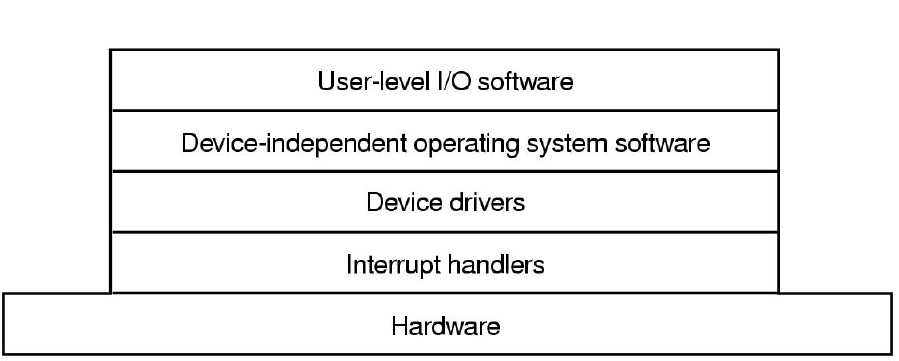 User-level I/O software
Device-independent operating system software
Device drivers
Interrupt handlers
Hardware